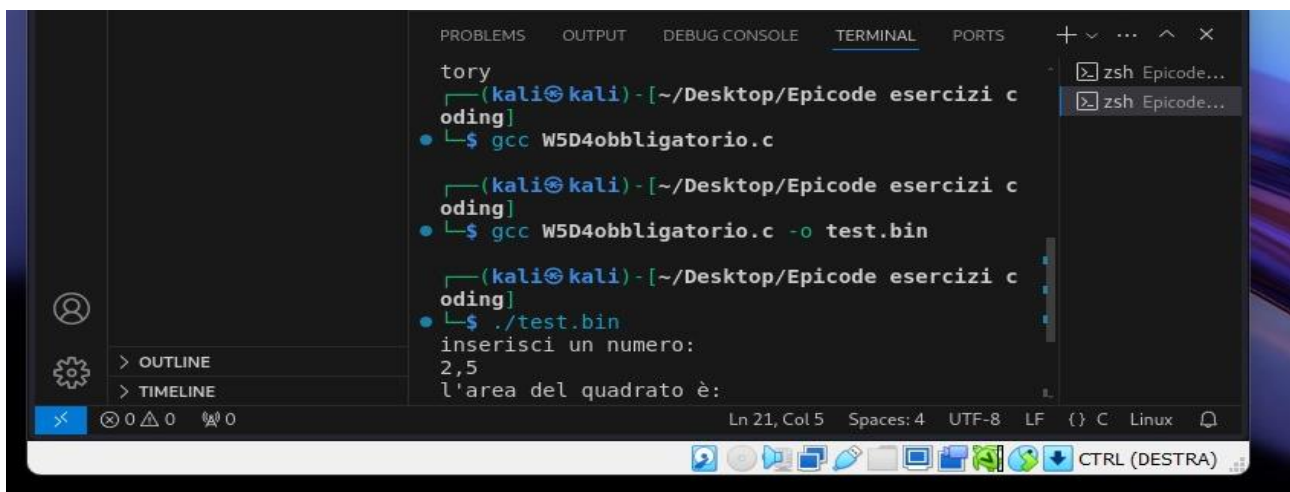 PROBLEMS OUTPUT DEBUG CONSOLE TERMINAL PORTS
tory
zsh Epicode...
(kali㉿kali)-[~/Desktop/Epicode esercizi c
zsh Epicode...
oding]
$ gcc W5D4obbligatorio.c
(kali㉿kali)-[~/Desktop/Epicode esercizi c
oding]
$ gcc W5D4obbligatorio.c -o test.bin
(kali㉿kali)-[~/Desktop/Epicode esercizi c
oding]
$ ./test.bin
inserisci un numero:
2,5
l'area del quadrato è:
> OUTLINE
> TIMELINE
0 0 0 Ln 21, Col 5 Spaces: 4 UTF-8 LF {} C Linux
CTRL (DESTRA)